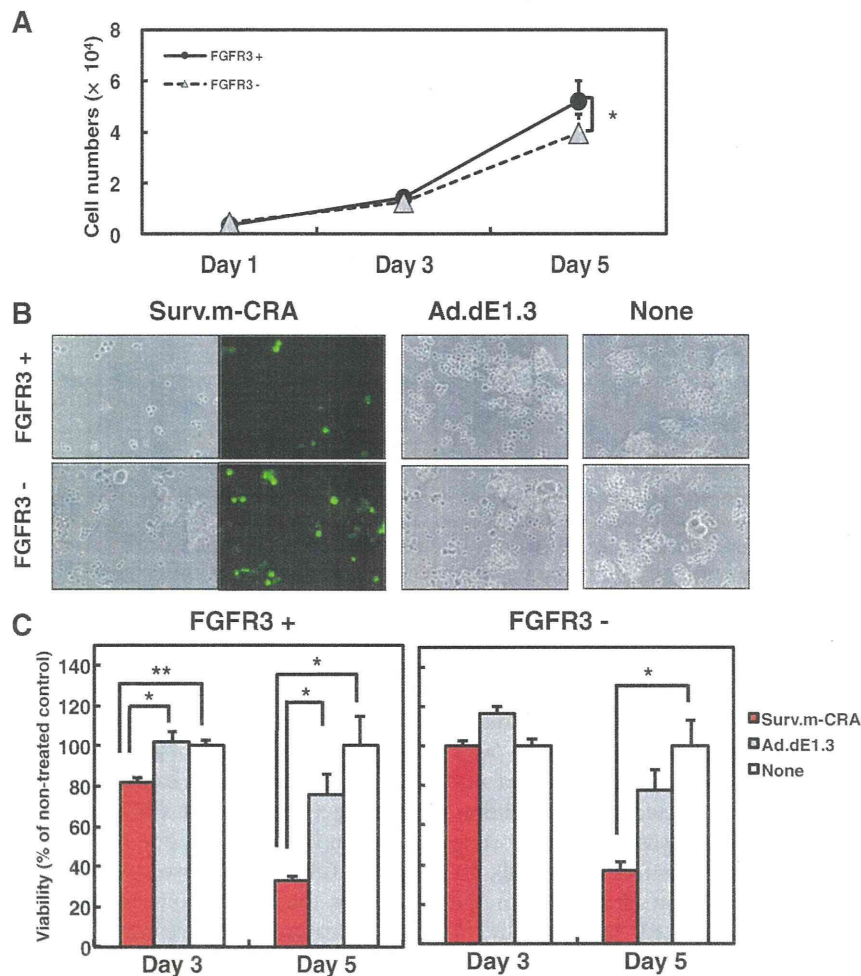 A
8
6
4
2
0
Cell numbers (× 10⁴)
FGFR3 +
FGFR3 -
*
Day 1 Day 3 Day 5
B
Surv.m-CRA Ad.dE1.3 None
FGFR3 +
FGFR3 -
C
FGFR3 + FGFR3 -
Viability (% of non-treated control)
140
120
100
80
60
40
20
0
**
*
*
*
*
Surv.m-CRA
Ad.dE1.3
None
Day 3 Day 5 Day 3 Day 5